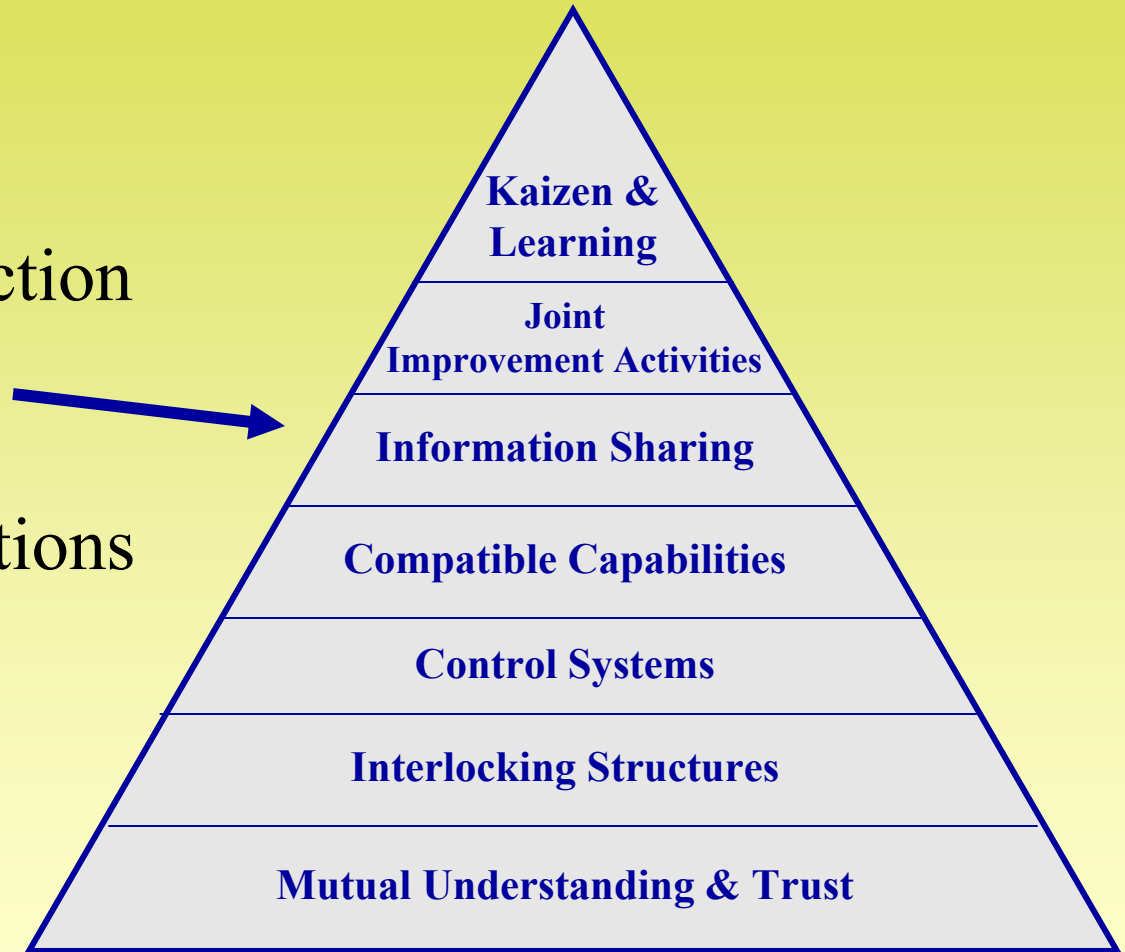 Kaizen &
Learning
ction
Joint
Improvement Activities
Information Sharing
tions
Compatible Capabilities
Control Systems
Interlocking Structures
Mutual Understanding & Trust